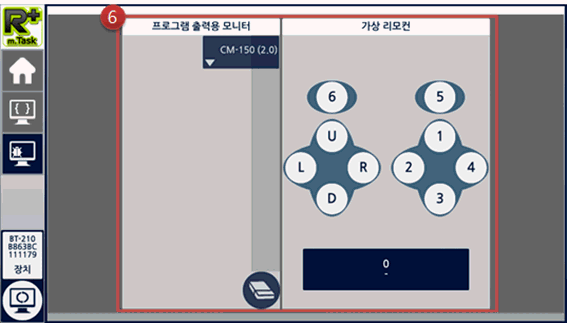 R+
m.Task
6
프로그램 출력용 모니터
가상 리모컨
CM-150 (2.0)
6
5
U
1
L
R
2
4
D
3
0
-
{ }
BT-210
B863BC
111179
장치